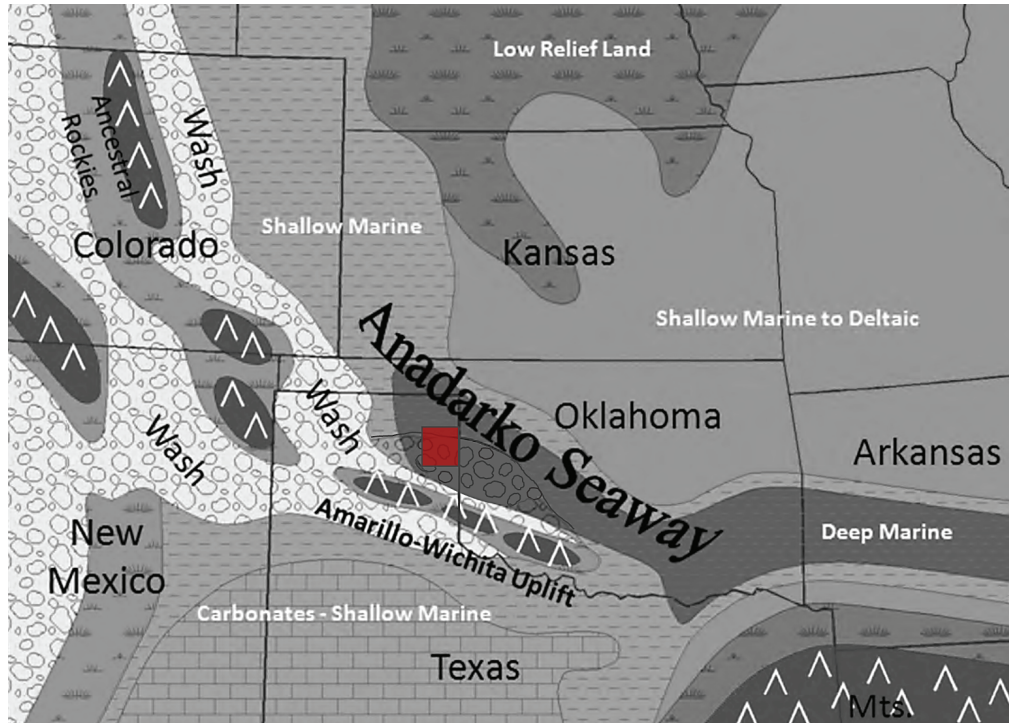 Low Relief Land
Ancestral
Rockies
Wash
Colorado
Shallow Marine
Kansas
Shallow Marine to Deltaic
Anadarko Seaway
Wash
Oklahoma
Wash
Arkansas
Amarillo-Wichita Uplift
New
Mexico
Deep Marine
Carbonates - Shallow Marine
Texas
Mts.